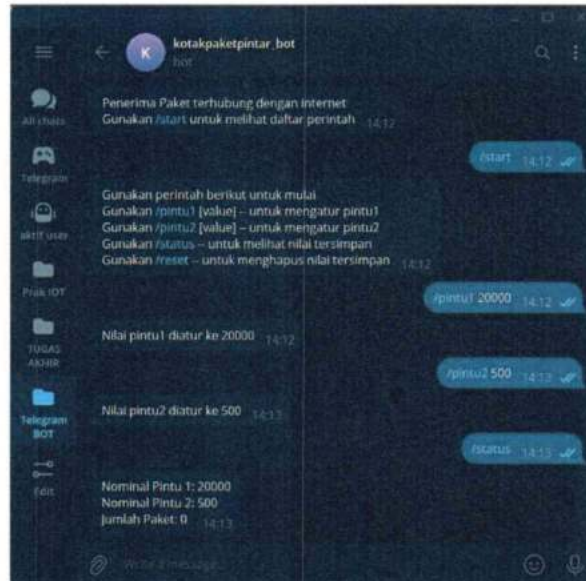 K
kotakpaketpintar_bot
bot
All chats
Telegram
aktif usas
Prak IOT
TUGAS
AKHIR
Telegram
BOT
Edit
Penerima Paket terhubung dengan internet
Gunakan /start untuk melihat daftar perintah 14:12
/start 14:12
Gunakan perintah berikut untuk mulai
Gunakan /pintu1 [value] -- untuk mengatur pintu1
Gunakan /pintu2 [value] -- untuk mengatur pintu2
Gunakan /status -- untuk melihat nilai tersimpan
Gunakan /reset -- untuk menghapus nilai tersimpan 14:12
/pintu1 20000 14:12
Nilai pintu1 diatur ke 20000 14:12
/pintu2 500 14:13
Nilai pintu2 diatur ke 500 14:13
/status 14:13
Nominal Pintu 1: 20000
Nominal Pintu 2: 500
Jumlah Paket: 0 14:13
Write a message...